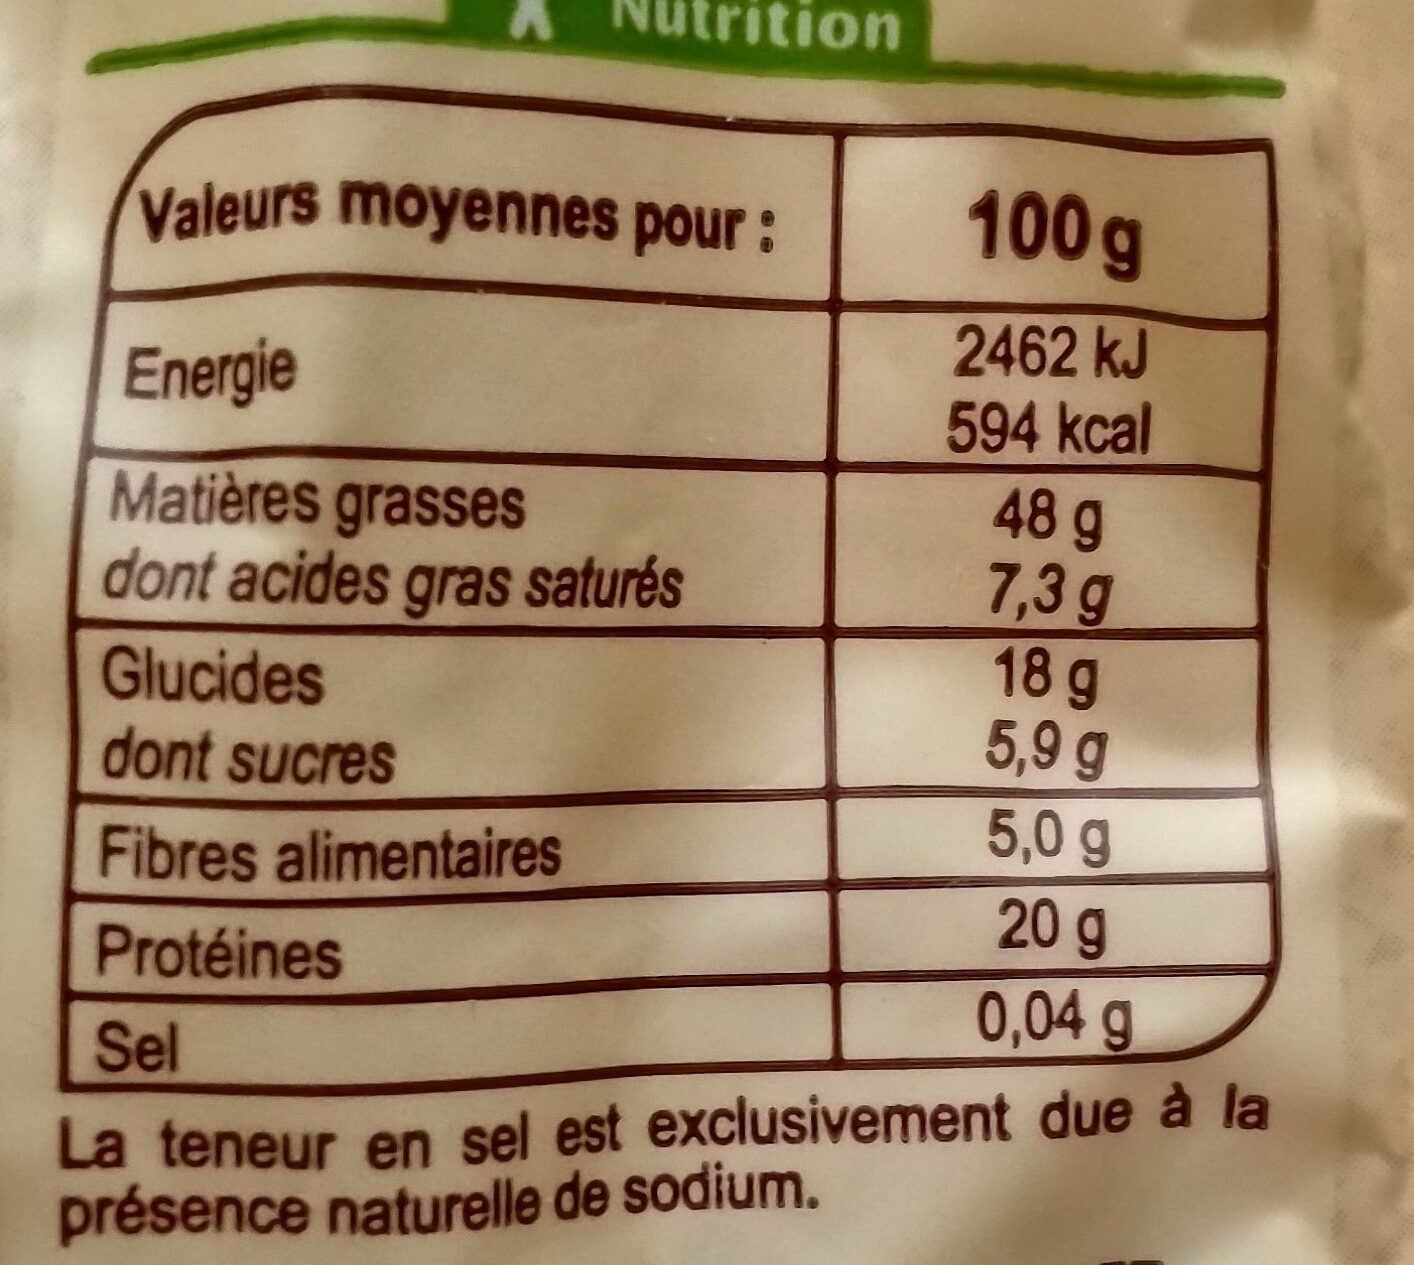 Nutrition
Valeurs moyennes pour : 100 g
Energie 2462 kJ
594 kcal
Matières grasses 48 g
dont acides gras saturés 7,3 g
Glucides 18 g
dont sucres 5,9 g
Fibres alimentaires 5,0 g
Protéines 20 g
Sel 0,04 g
La teneur en sel est exclusivement due à la
présence naturelle de sodium.